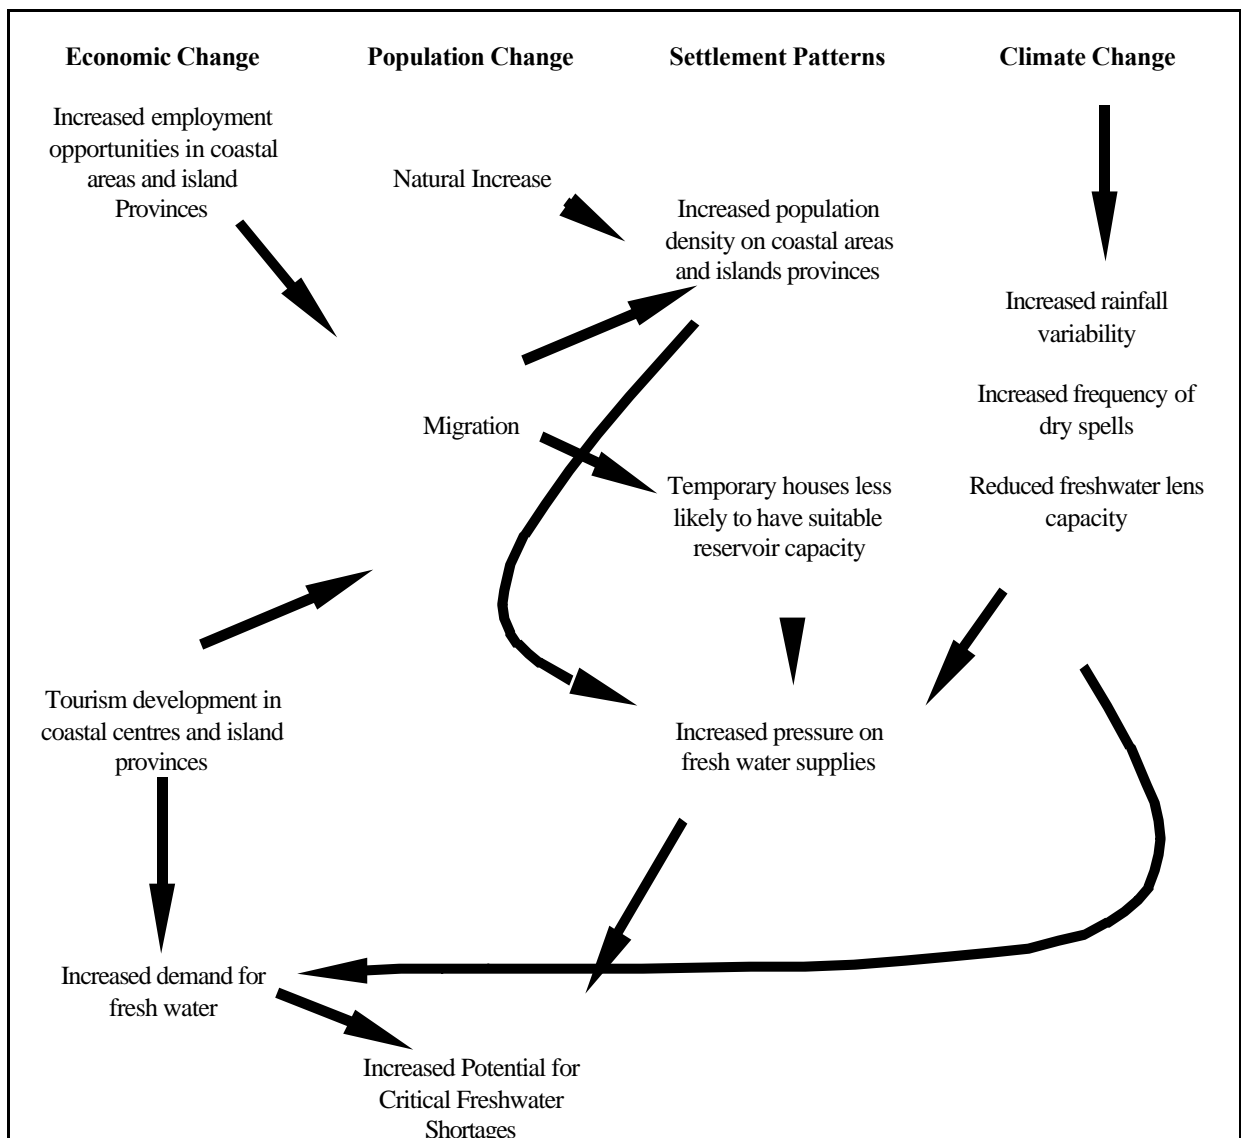 Economic Change
Population Change
Settlement Patterns
Climate Change
Increased employment
opportunities in coastal
areas and island
Provinces
Natural Increase
Increased population
density on coastal areas
and islands provinces
Increased rainfall
variability
Increased frequency of
dry spells
Reduced freshwater lens
capacity
Migration
Temporary houses less
likely to have suitable
reservoir capacity
Tourism development in
coastal centres and island
provinces
Increased pressure on
fresh water supplies
Increased demand for
fresh water
Increased Potential for
Critical Freshwater
Shortages